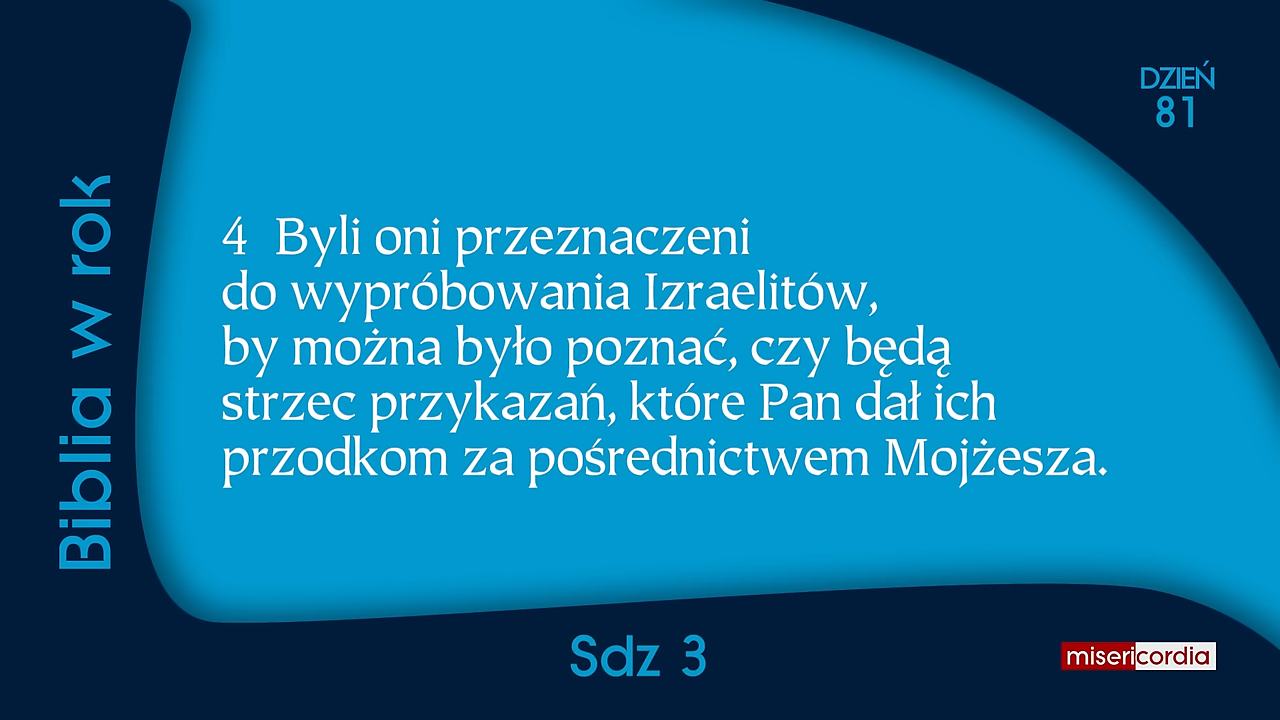 DZIEŃ
81
Biblia w rok
4 Byli oni przeznaczeni
do wypróbowania Izraelitów,
by można było poznać, czy będą
strzec przykazań, które Pan dał ich
przodkom za pośrednictwem Mojżesza.
Sdz 3
misericordia